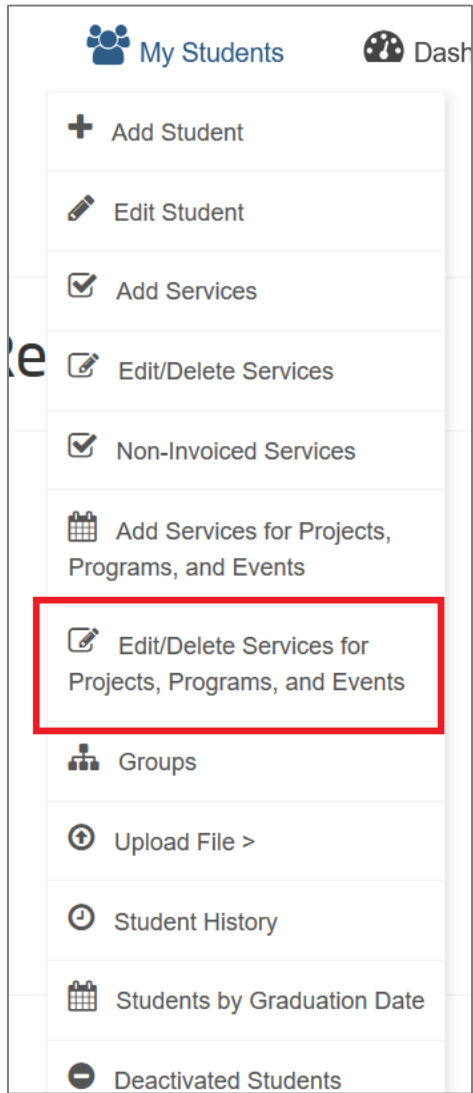 My Students
Dash
Add Student
Edit Student
Add Services
Re
Edit/Delete Services
Non-Invoiced Services
Add Services for Projects,
Programs, and Events
Edit/Delete Services for
Projects, Programs, and Events
Groups
Upload File >
Student History
Students by Graduation Date
Deactivated Students